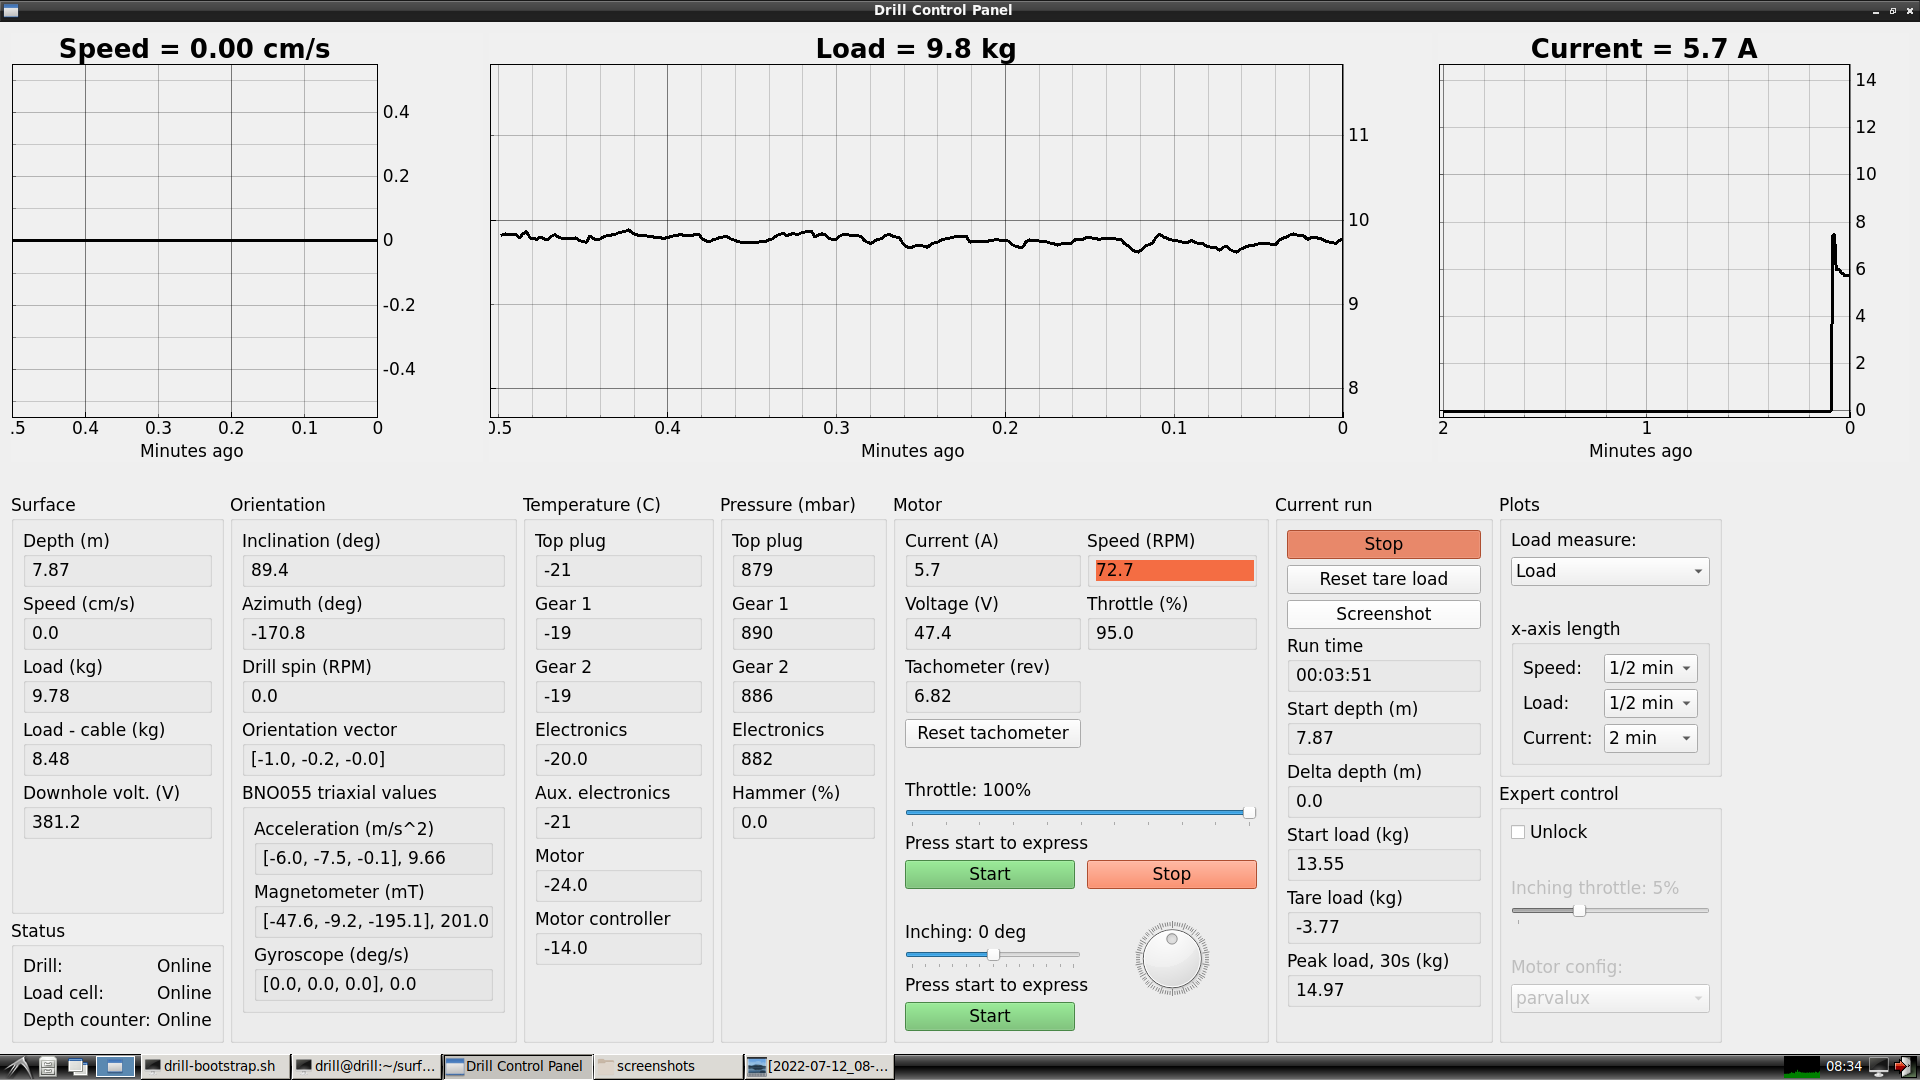 Drill Control Panel
Speed = 0.00 cm/s
0.4
0.2
0
-0.2
-0.4
.5 0.4 0.3 0.2 0.1 0
Minutes ago
Load = 9.8 kg
11
10
9
8
0.5 0.4 0.3 0.2 0.1 0
Minutes ago
Current = 5.7 A
14
12
10
8
6
4
2
0
2 1 0
Minutes ago
Surface
Depth (m)
7.87
Speed (cm/s)
0.0
Load (kg)
9.78
Load - cable (kg)
8.48
Downhole volt. (V)
381.2
Status
Drill: Online
Load cell: Online
Depth counter: Online
Orientation
Inclination (deg)
89.4
Azimuth (deg)
-170.8
Drill spin (RPM)
0.0
Orientation vector
[-1.0, -0.2, -0.0]
BNO055 triaxial values
Acceleration (m/s^2)
[-6.0, -7.5, -0.1], 9.66
Magnetometer (mT)
[-47.6, -9.2, -195.1], 201.0
Gyroscope (deg/s)
[0.0, 0.0, 0.0], 0.0
Temperature (C)
Top plug
-21
Gear 1
-19
Gear 2
-19
Electronics
-20.0
Aux. electronics
-21
Motor
-24.0
Motor controller
-14.0
Pressure (mbar)
Top plug
879
Gear 1
890
Gear 2
886
Electronics
882
Hammer (%)
0.0
Motor
Current (A) Speed (RPM)
5.7 72.7
Voltage (V) Throttle (%)
47.4 95.0
Tachometer (rev)
6.82
Reset tachometer
Throttle: 100%
Press start to express
Start Stop
Inching: 0 deg
Press start to express
Start
Current run
Stop
Reset tare load
Screenshot
Run time
00:03:51
Start depth (m)
7.87
Delta depth (m)
0.0
Start load (kg)
13.55
Tare load (kg)
-3.77
Peak load, 30s (kg)
14.97
Plots
Load measure:
Load
x-axis length
Speed: 1/2 min
Load: 1/2 min
Current: 2 min
Expert control
Unlock
Inching throttle: 5%
Motor config:
parvalux
drill-bootstrap.sh drill@drill:~/surf... Drill Control Panel screenshots [2022-07-12_08-... 08:34